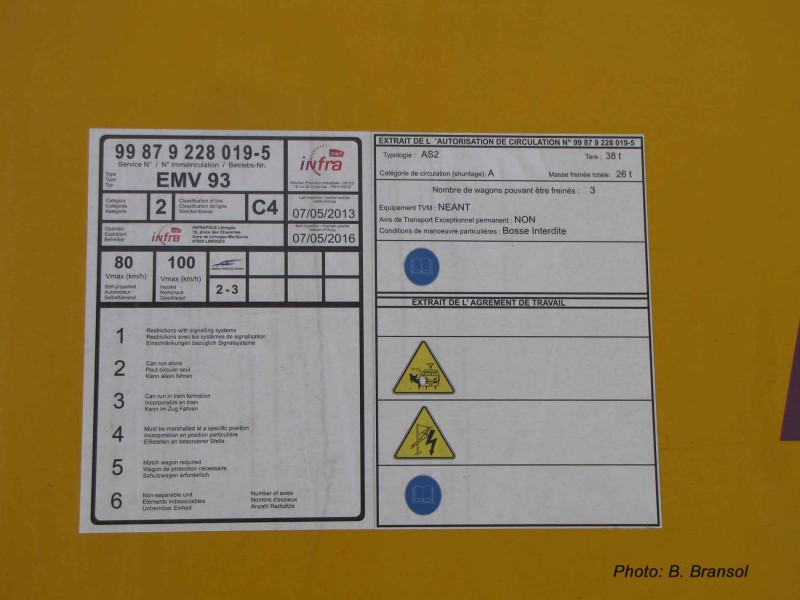 99 87 9 228 019-5
Service N° / N° Immatriculation / Betriebs-Nr.
Type
Type
Typ
EMV 93
infra
Category
Catégorie
Kategorie
2
Classification of line
Classification de ligne
Streckenklasse
C4
07/05/2013
Operator
Exploitant
Betreiber
infra
INFRAPOLE Limoges
07/05/2016
80
Vmax (km/h)
Self-propelled
Automoteur
Selbstfahrend
100
Vmax (km/h)
Hauled
Remorqué
Geschleppt
2 - 3
1
Restrictions with signalling systems
Restrictions avec les systèmes de signalisation
Einschränkungen bezüglich Signalsysteme
2
Can run alone
Peut circuler seul
Kann allein fahren
3
Can run in train formation
Incorporable en train
Kann im Zug Fahren
4
Must be marshalled at a specific position
Incorporation en position particulière
5
Match wagon required
Wagon de protection nécessaire
Schutzwagen erforderlich
6
Non-separable unit
Eléments indissociables
Untrennbar Einheit
Number of axles
Nombre d'essieux
Anzahl Radsätze
EXTRAIT DE L 'AUTORISATION DE CIRCULATION N° 99 87 9 228 019-5
Typologie : AS2
Tare : 38 t
Catégorie de circulation (shuntage): A
Masse freinée totale: 26 t
Nombre de wagons pouvant être freinés : 3
Equipement TVM : NEANT
Avis de Transport Exceptionnel permanent : NON
Conditions de manoeuvre particulières : Bosse Interdite
EXTRAIT DE L' AGREMENT DE TRAVAIL
Photo: B. Bransol